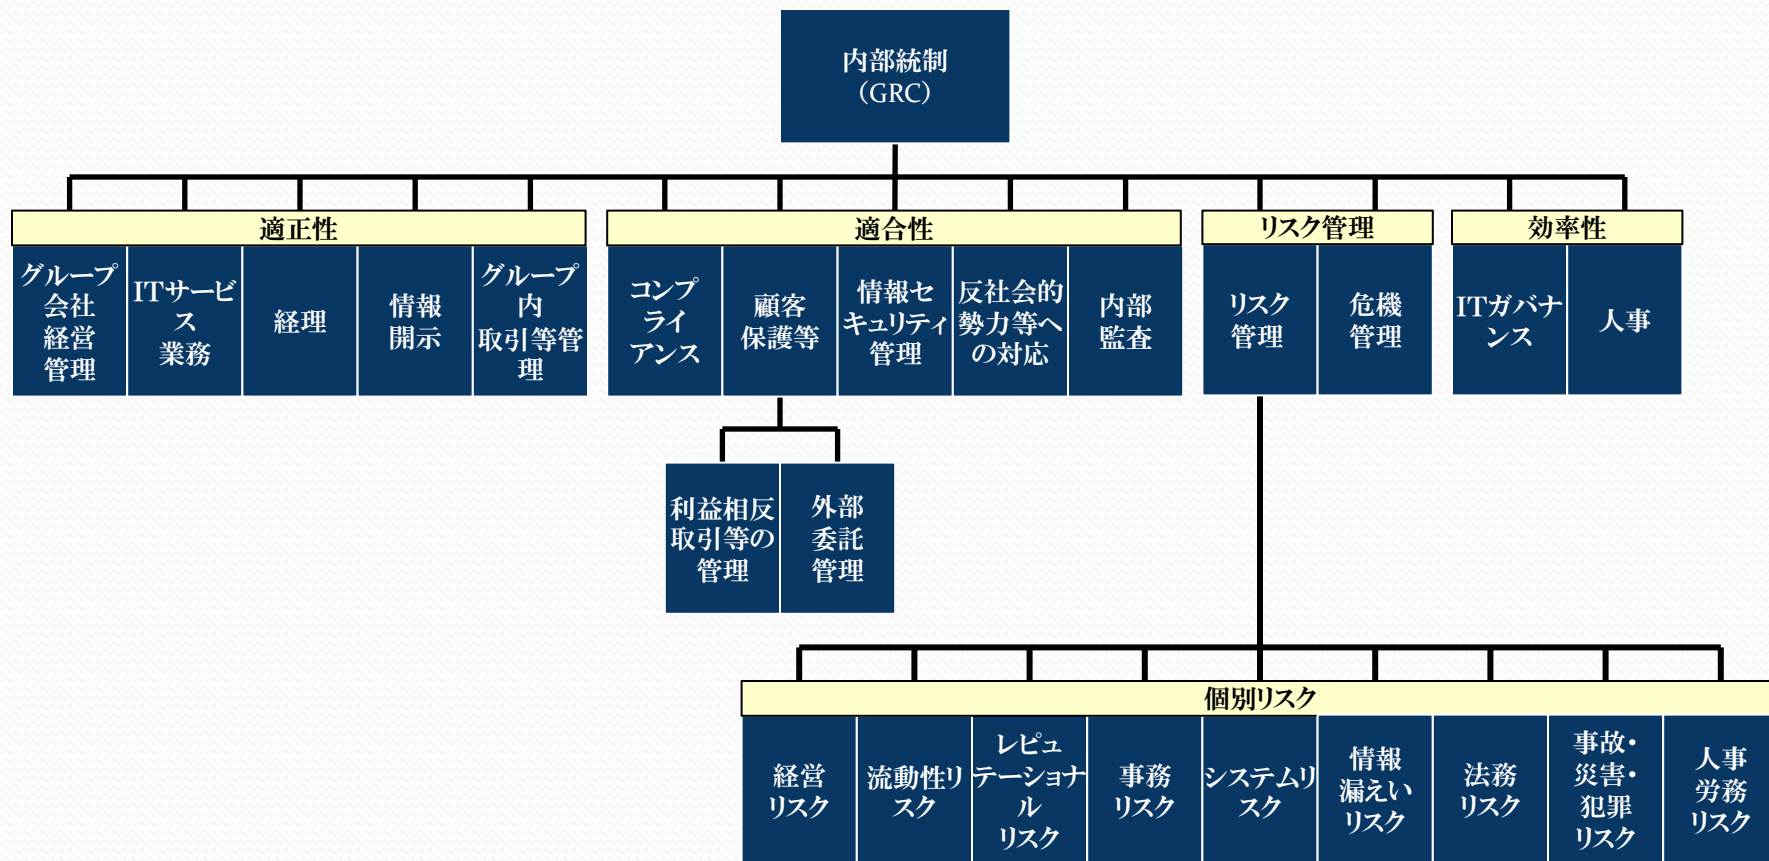 内部統制
（GRC）
適正性
適合性
リスク管理
効率性
グループ
会社
経営
管理
ITサービ
ス
業務
経理
情報
開示
グループ
内
取引等管
理
コンプ
ライ
アンス
顧客
保護等
情報セ
キュリティ
管理
反社会的
勢力等へ
の対応
内部
監査
リスク
管理
危機
管理
ITガバナ
ンス
人事
利益相反
取引等の
管理
外部
委託
管理
個別リスク
経営
リスク
流動性リ
スク
レピュ
テーショナ
ル
リスク
事務
リスク
システムリ
スク
情報
漏えい
リスク
法務
リスク
事故・
災害・
犯罪
リスク
人事
労務
リスク